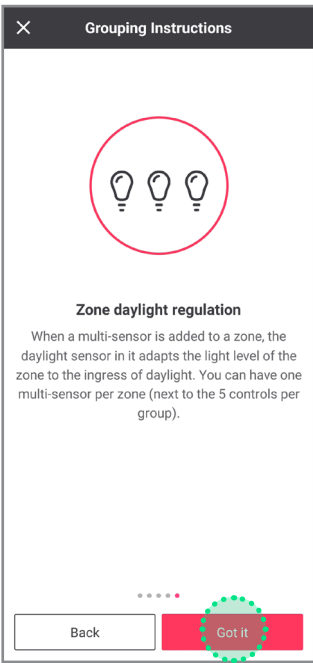 Grouping Instructions
Zone daylight regulation
When a multi-sensor is added to a zone, the
daylight sensor in it adapts the light level of the
zone to the ingress of daylight. You can have one
multi-sensor per zone (next to the 5 controls per
group).
Back
Got it